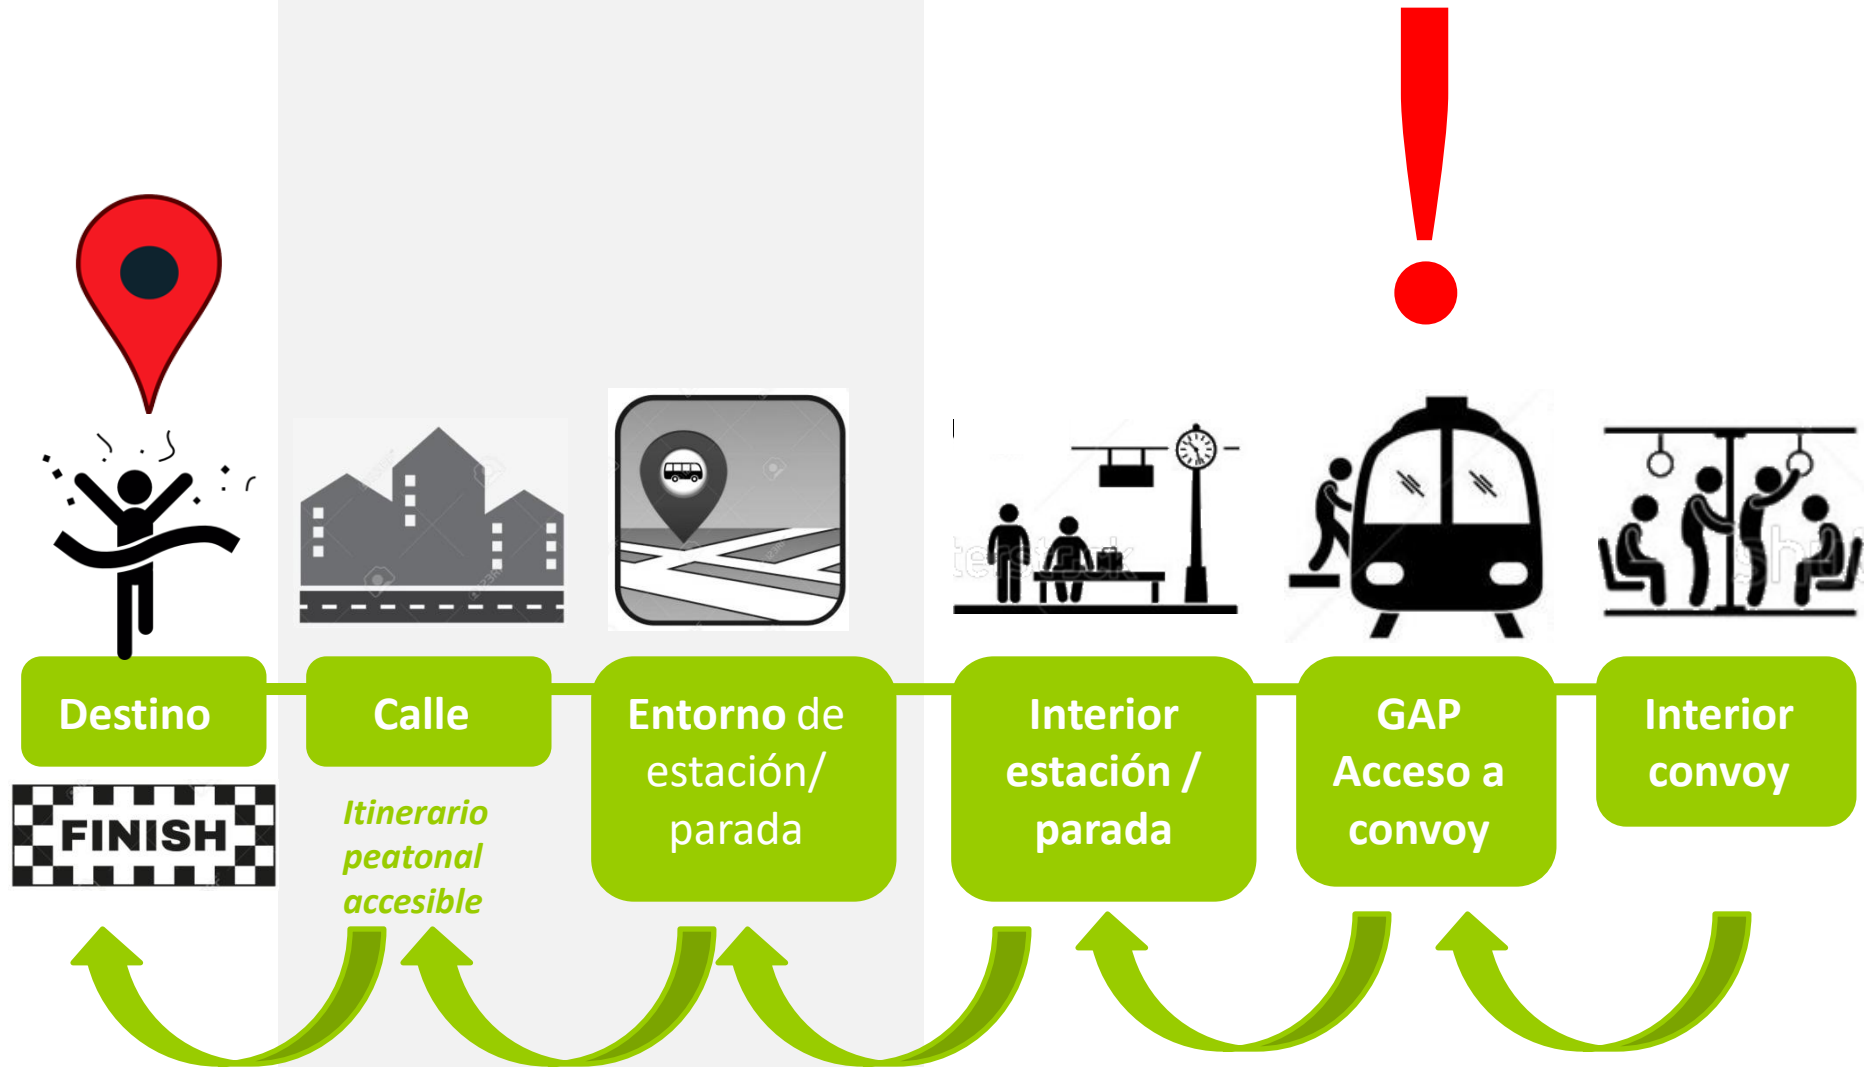 Destino
Calle
Entorno de
estación/
parada
Interior
estación /
parada
GAP
Acceso a
convoy
Interior
convoy
FINISH
Itinerario
peatonal
accesible